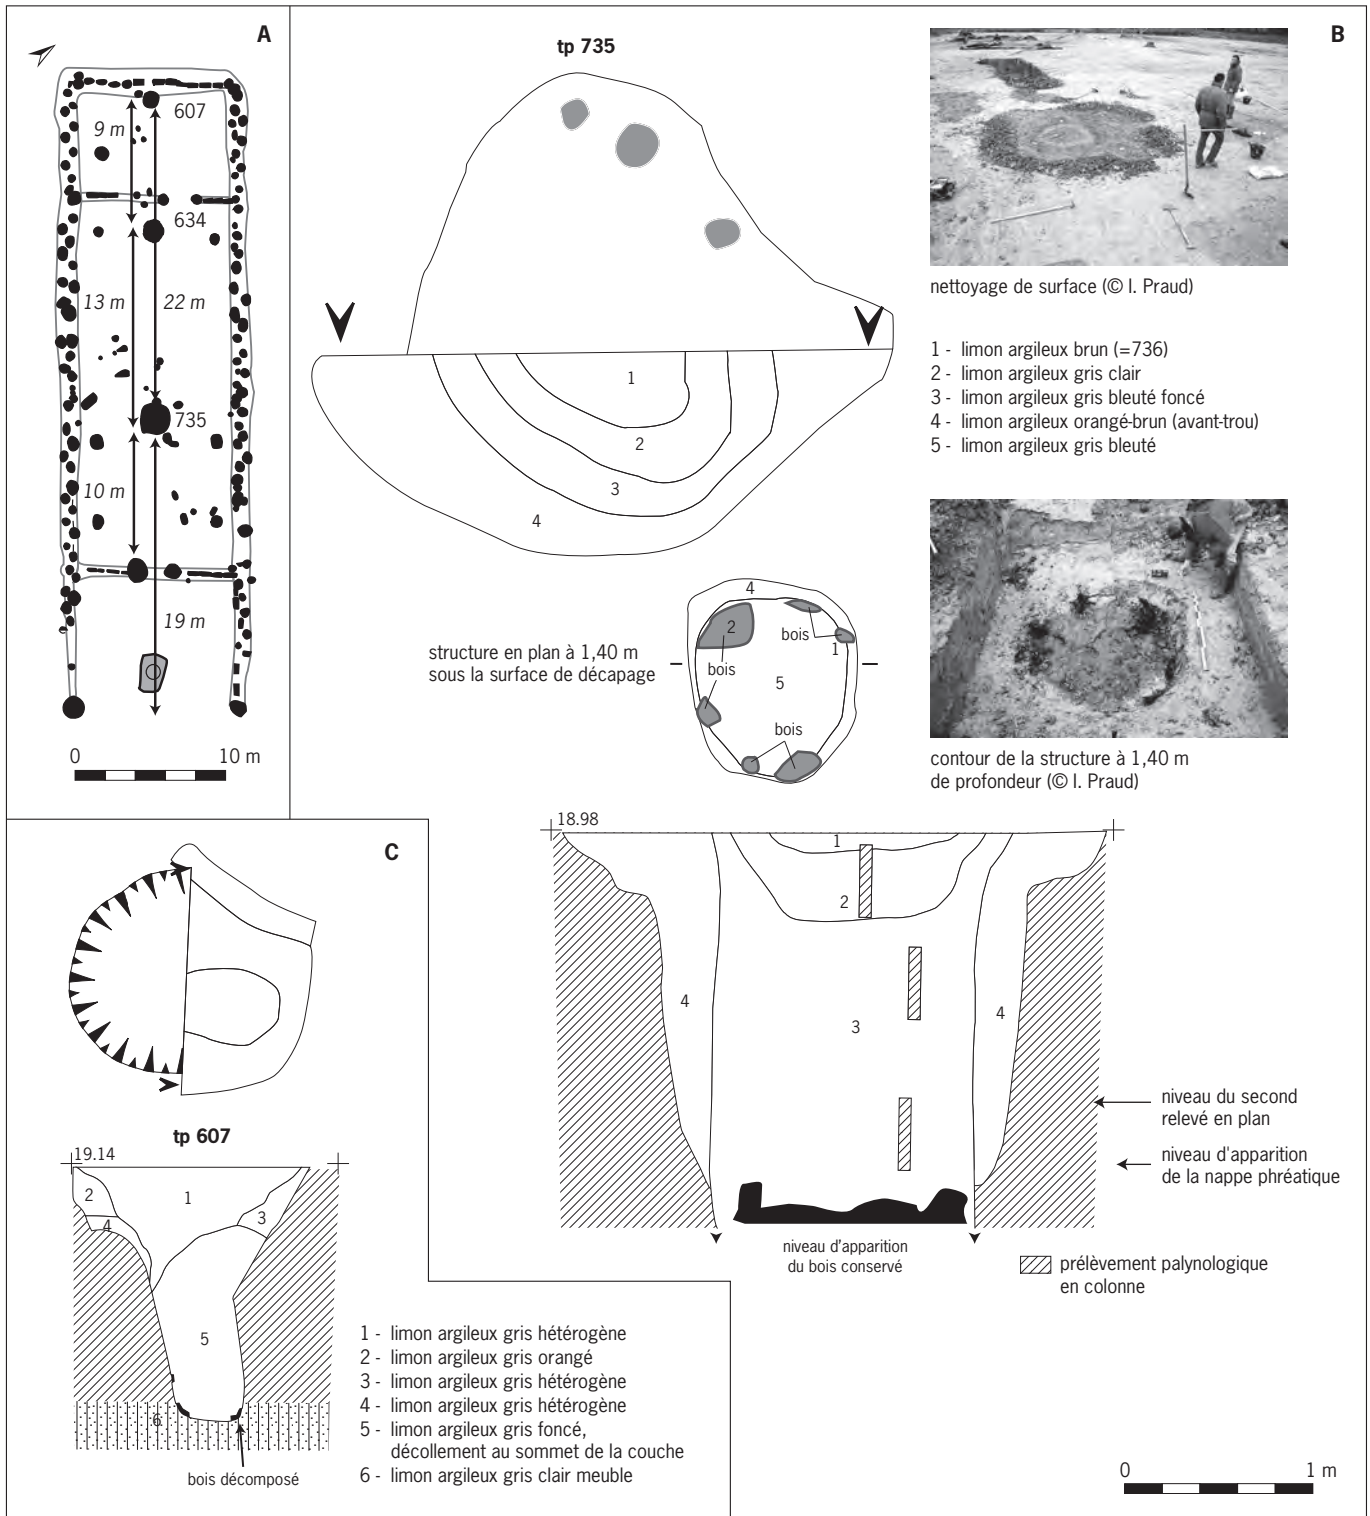 A
607
9 m
634
13 m
22 m
735
10 m
19 m
0
10 m
B
tp 735
1
2
3
4
nettoyage de surface (© I. Praud)
1 - limon argileux brun (=736)
2 - limon argileux gris clair
3 - limon argileux gris bleuté foncé
4 - limon argileux orangé-brun (avant-trou)
5 - limon argileux gris bleuté
structure en plan à 1,40 m
sous la surface de décapage
4
2
bois
1
bois
5
bois
contour de la structure à 1,40 m
de profondeur (© I. Praud)
18.98
1
2
4
3
4
niveau du second
relevé en plan
niveau d'apparition
de la nappe phréatique
niveau d'apparition
du bois conservé
prélèvement palynologique
en colonne
C
tp 607
19.14
2
1
3
4
5
6
bois décomposé
1 - limon argileux gris hétérogène
2 - limon argileux gris orangé
3 - limon argileux gris hétérogène
4 - limon argileux gris hétérogène
5 - limon argileux gris foncé,
décollement au sommet de la couche
6 - limon argileux gris clair meuble
0
1 m